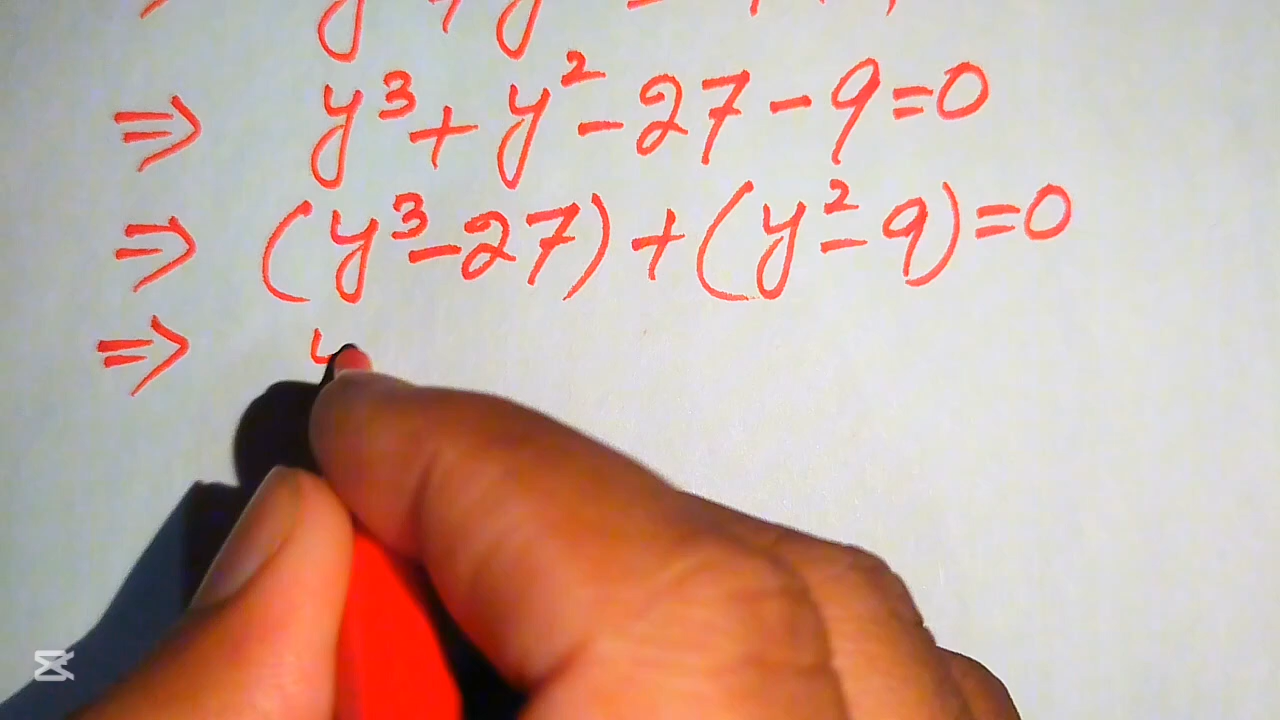 ⇒ y³ + y² - 27 - 9 = 0
⇒ (y³ - 27) + (y² - 9) = 0
⇒